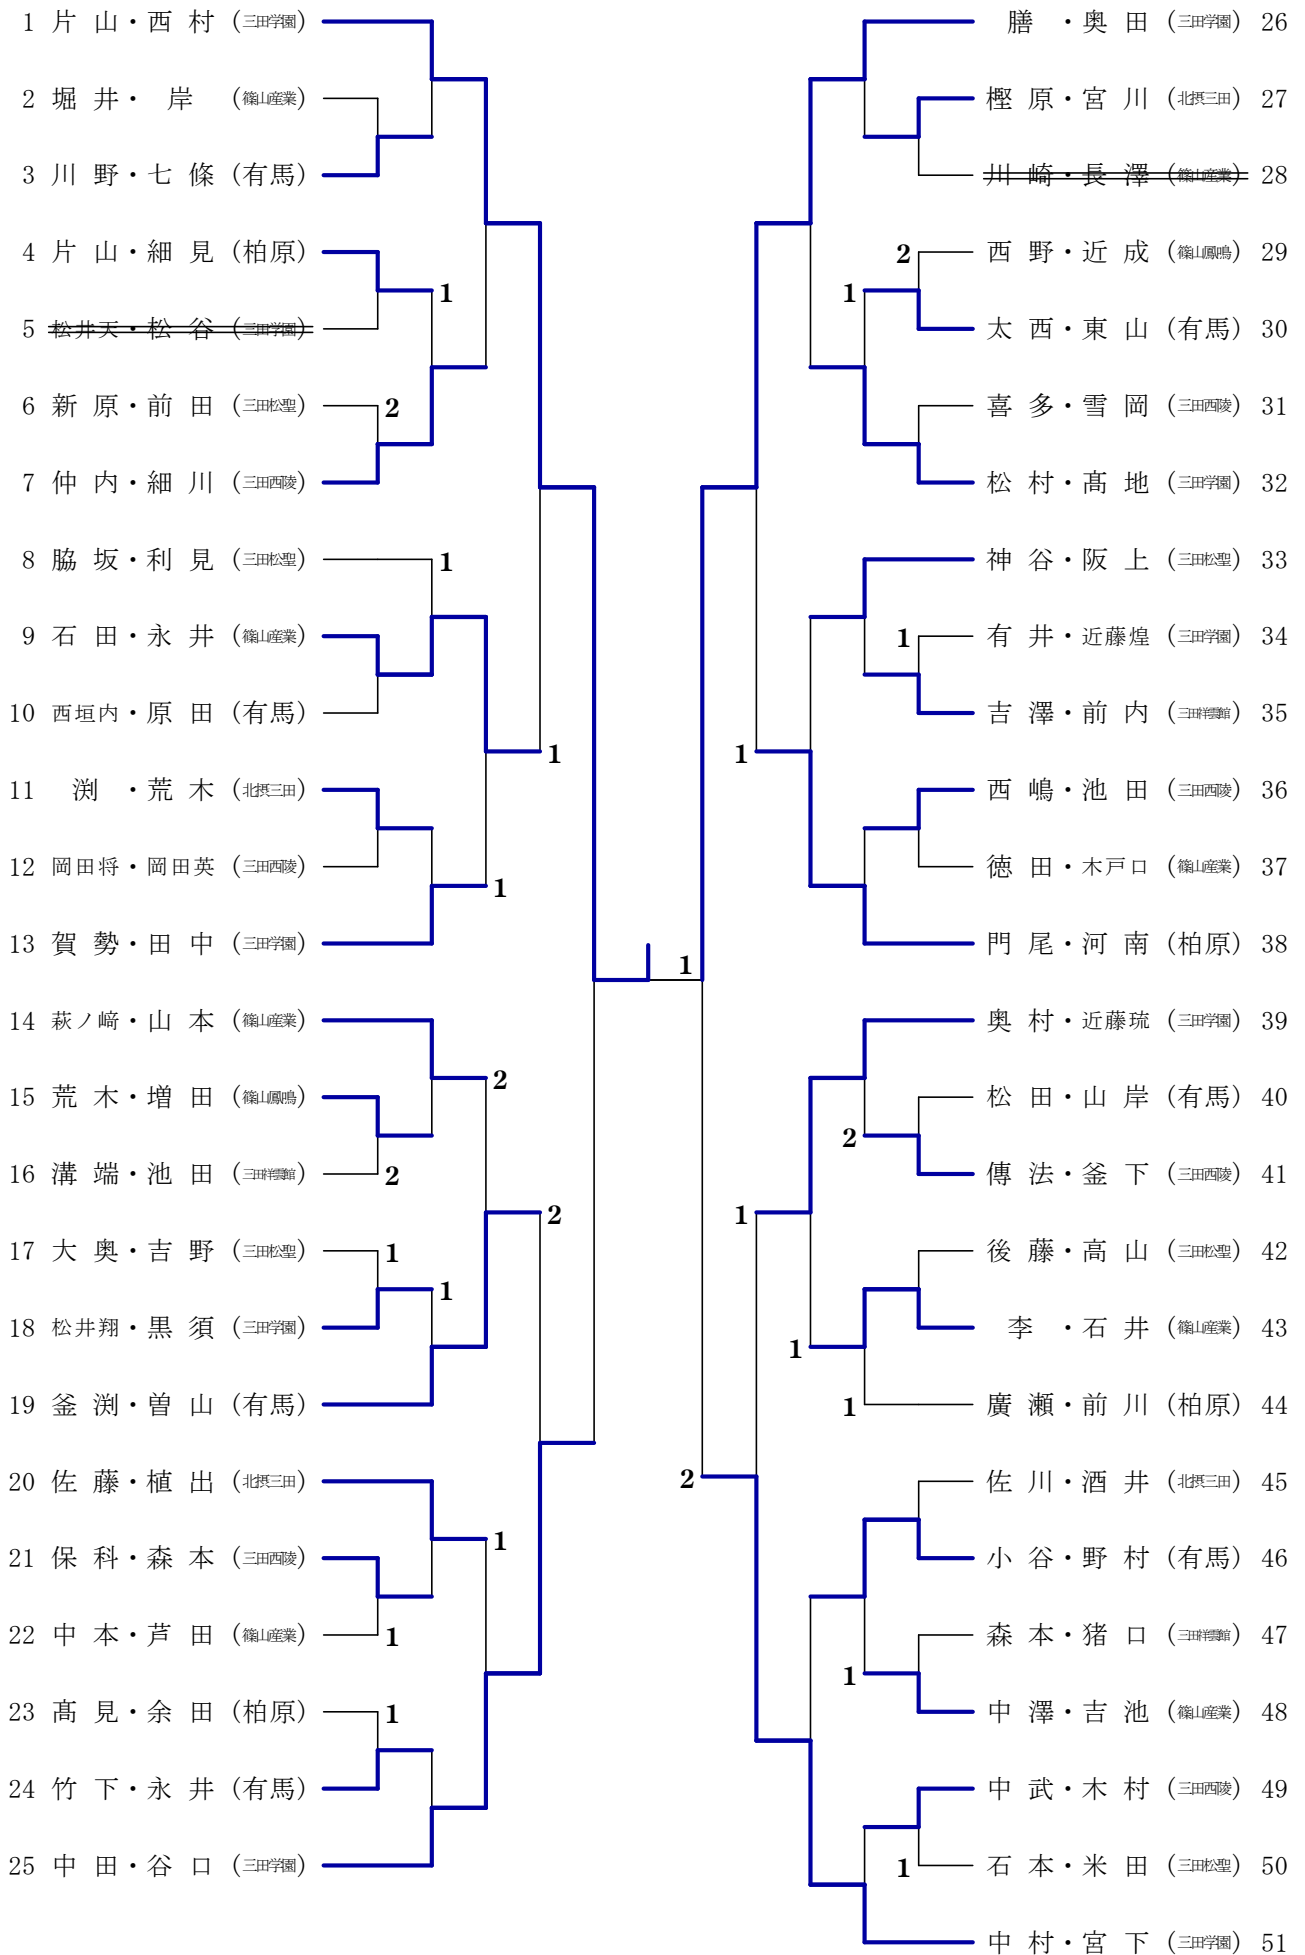 1 片山・西村 (三田学園)
2 堀井・岸 (篠山産業)
3 川野・七條 (有馬)
4 片山・細見 (柏原)
1
5 松井天・松谷 (三田学園)
6 新原・前田 (三田松聖) 2
7 仲内・細川 (三田西陵)
8 脇坂・利見 (三田松聖) 1
9 石田・永井 (篠山産業)
10 西垣内・原田 (有馬)
1
11 渕・荒木 (北摂三田)
12 岡田将・岡田英 (三田西陵)
1
13 賀勢・田中 (三田学園)
14 萩ノ﨑・山本 (篠山産業)
2
15 荒木・増田 (篠山鳳鳴)
16 溝端・池田 (三田祥雲館) 2
2
17 大奥・吉野 (三田松聖) 1
1
18 松井翔・黒須 (三田学園)
19 釜渕・曽山 (有馬)
20 佐藤・植出 (北摂三田)
1
21 保科・森本 (三田西陵)
22 中本・芦田 (篠山産業) 1
23 髙見・余田 (柏原) 1
24 竹下・永井 (有馬)
25 中田・谷口 (三田学園)
1
膳・奥田 (三田学園) 26
樫原・宮川 (北摂三田) 27
川崎・長澤 (篠山産業) 28
2 西野・近成 (篠山鳳鳴) 29
1
太西・東山 (有馬) 30
喜多・雪岡 (三田西陵) 31
松村・髙地 (三田学園) 32
神谷・阪上 (三田松聖) 33
1 有井・近藤煌 (三田学園) 34
吉澤・前内 (三田祥雲館) 35
1
西嶋・池田 (三田西陵) 36
徳田・木戸口 (篠山産業) 37
門尾・河南 (柏原) 38
奥村・近藤琉 (三田学園) 39
松田・山岸 (有馬) 40
2
傳法・釜下 (三田西陵) 41
1
後藤・高山 (三田松聖) 42
李・石井 (篠山産業) 43
1
1 廣瀬・前川 (柏原) 44
2
佐川・酒井 (北摂三田) 45
小谷・野村 (有馬) 46
森本・猪口 (三田祥雲館) 47
1
中澤・吉池 (篠山産業) 48
中武・木村 (三田西陵) 49
1 石本・米田 (三田松聖) 50
中村・宮下 (三田学園) 51